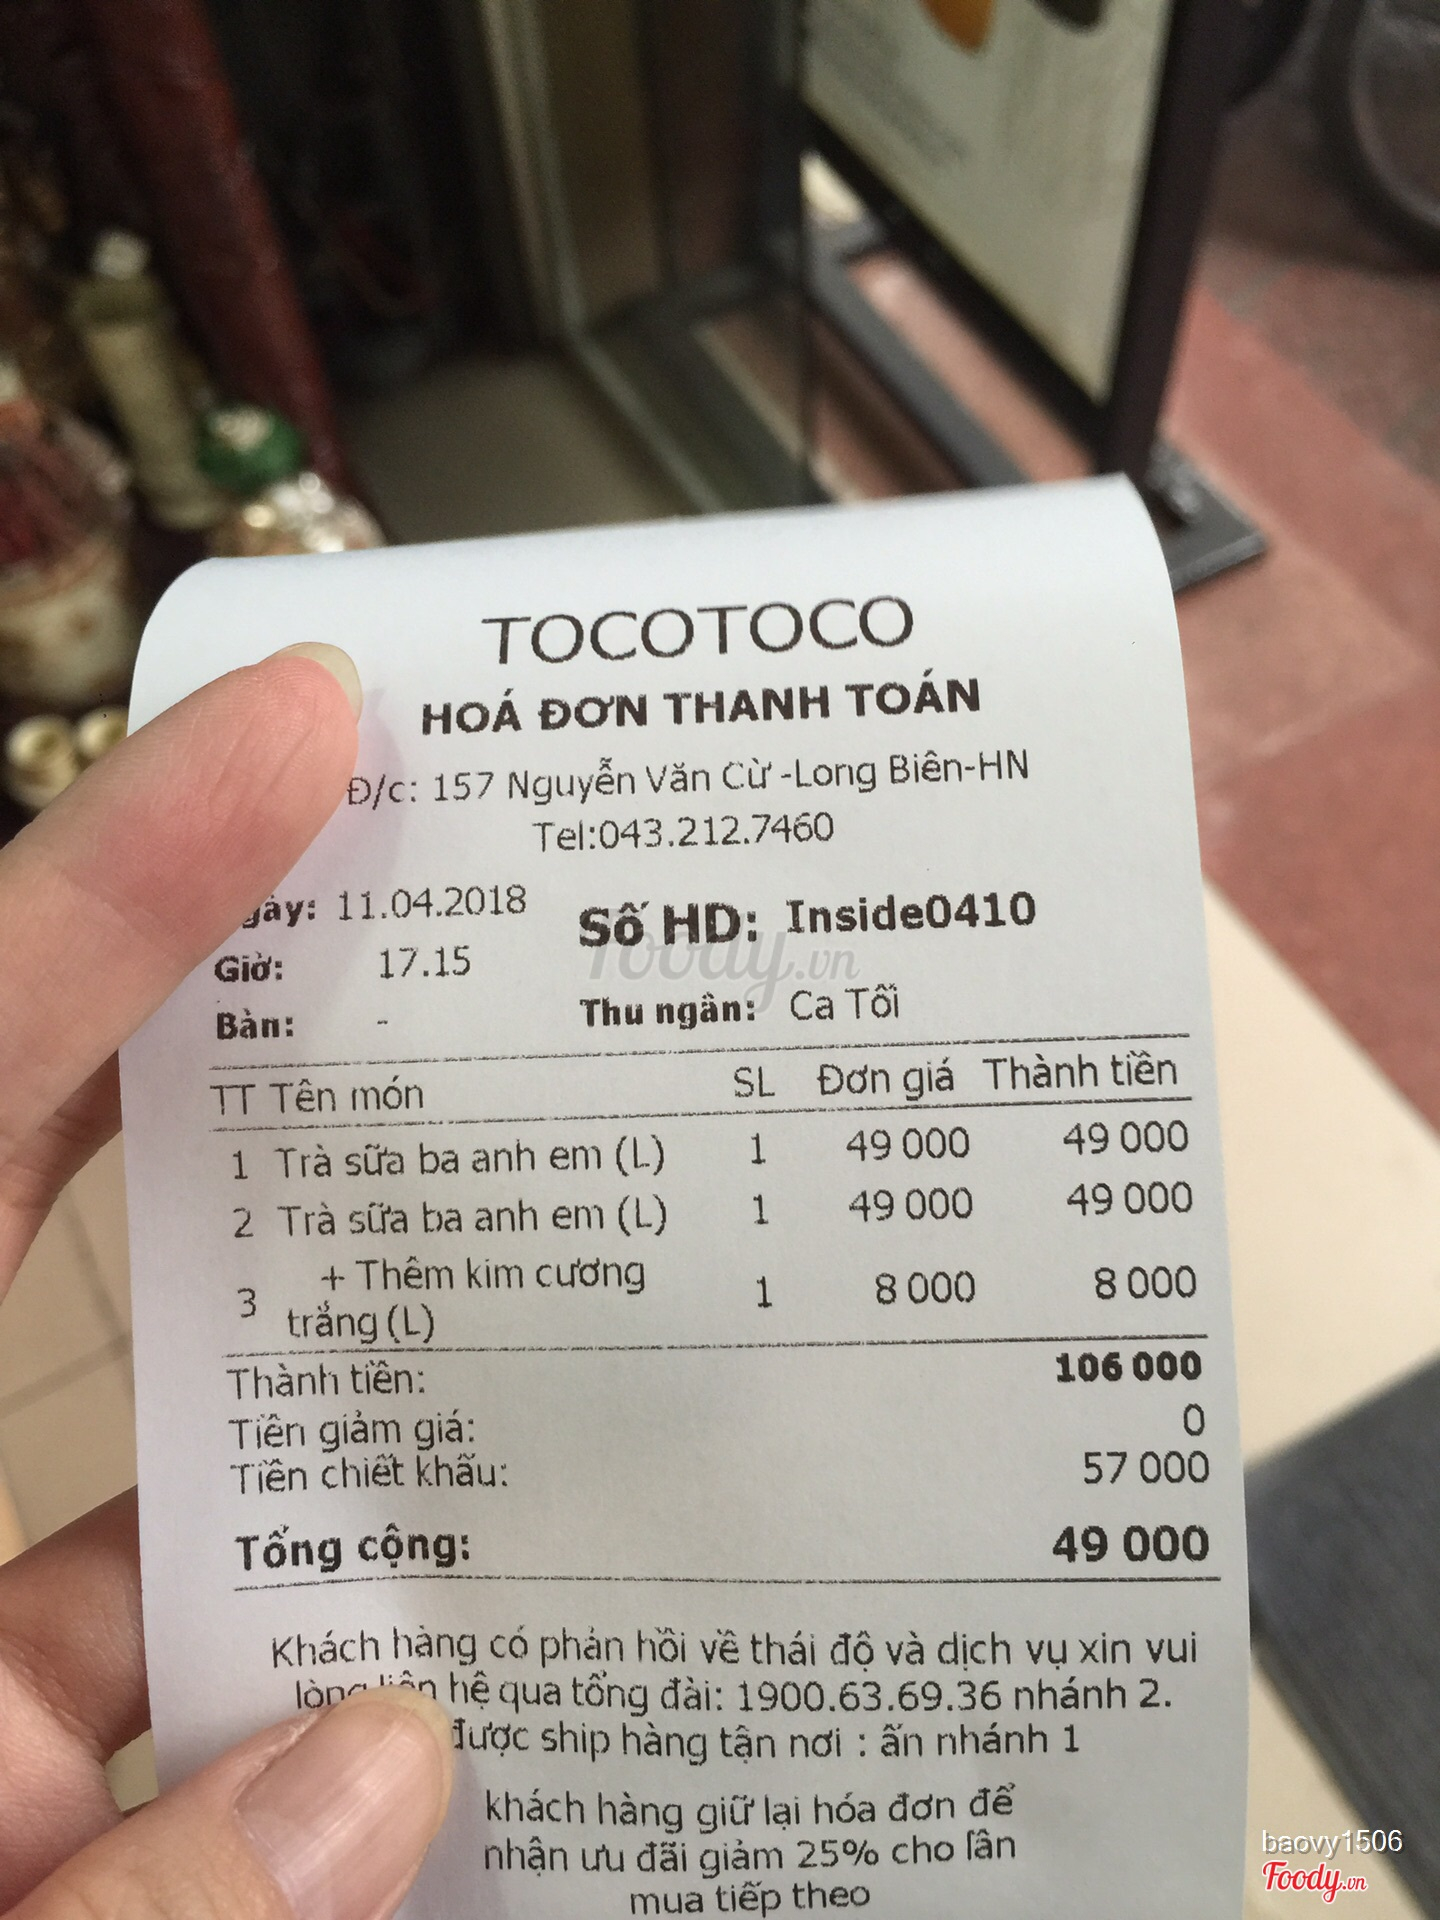 TOCOTOCO
HOÁ ĐƠN THANH TOÁN
Đ/c: 157 Nguyễn Văn Cừ -Long Biên-HN
Tel:043.212.7460
gày: 11.04.2018 Số HD: Inside0410
Giờ: 17.15
Bàn: - Thu ngân: Ca Tối
TT Tên món SL Đơn giá Thành tiền
1 Trà sữa ba anh em (L) 1 49 000 49 000
2 Trà sữa ba anh em (L) 1 49 000 49 000
3 + Thêm kim cương trắng (L) 1 8 000 8 000
Thành tiền: 106 000
Tiền giảm giá: 0
Tiền chiết khấu: 57 000
Tổng cộng: 49 000
Khách hàng có phản hồi về thái độ và dịch vụ xin vui
lòng liên hệ qua tổng đài: 1900.63.69.36 nhánh 2.
được ship hàng tận nơi : ấn nhánh 1
khách hàng giữ lại hóa đơn để
nhận ưu đãi giảm 25% cho lần
mua tiếp theo
foody.vn
baovy1506
Foody.vn